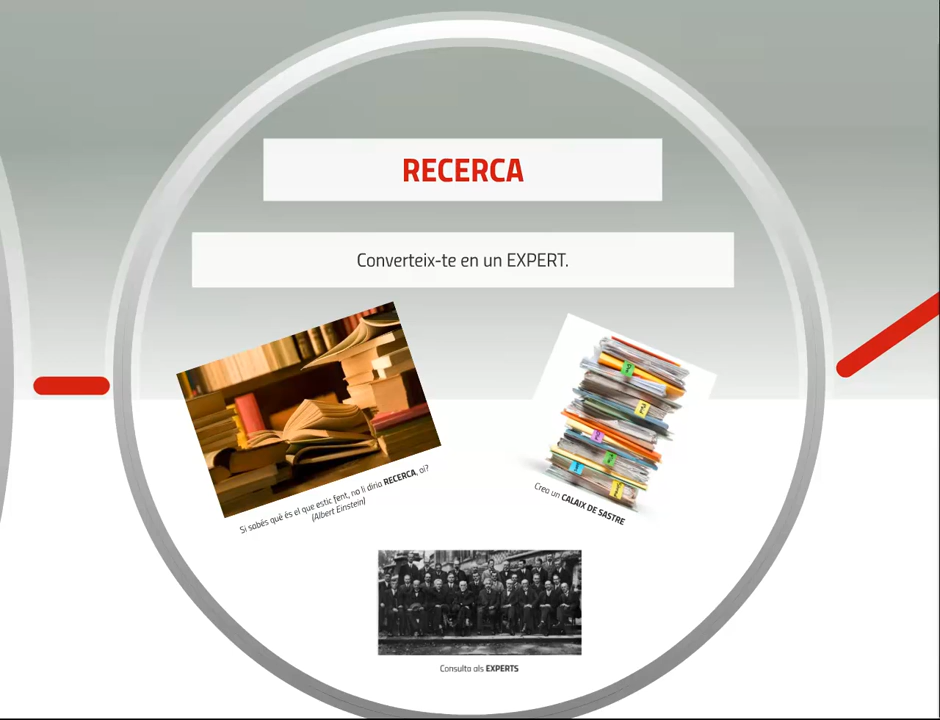 RECERCA
Converteix-te en un EXPERT.
Si sabés què és el que estic fent, no li diria RECERCA, oi?
(Albert Einstein)
Crea un CALAIX DE SASTRE
Consulta als EXPERTS